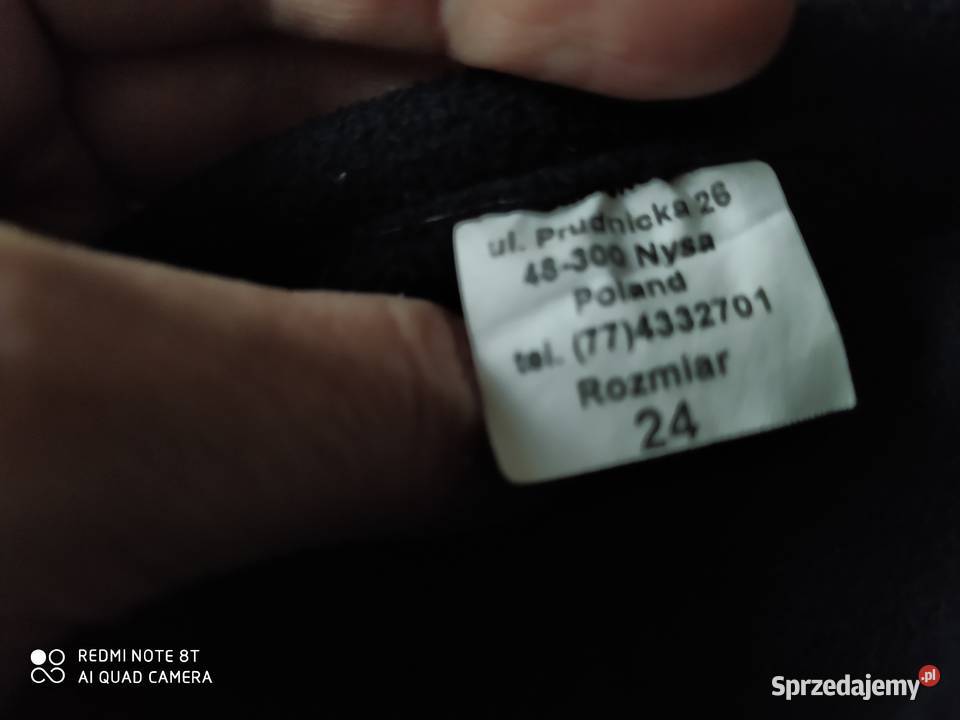 ul. Prudnicka 26
48-300 Nysa
Poland
tel. (77)4332701
Rozmiar
24
REDMI NOTE 8T
AI QUAD CAMERA
Sprzedajemy.pl